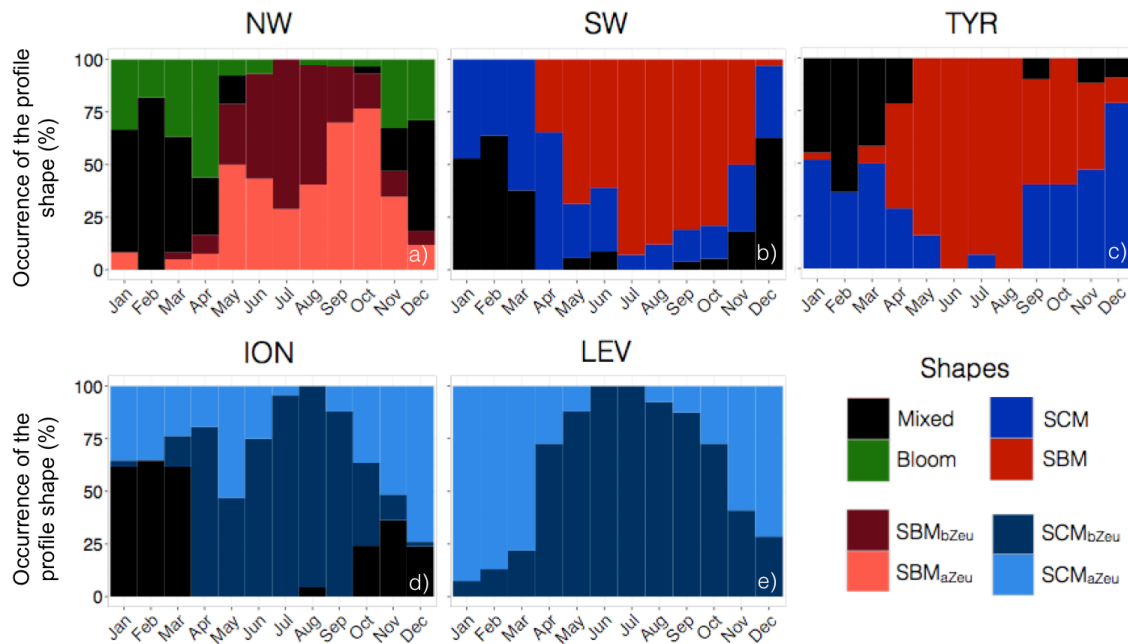 NW SW TYR
Occurrence of the profile
shape (%)
100
75
50
25
0
a) b) c)
Jan Feb Mar Apr May Jun Jul Aug Sep Oct Nov Dec
Jan Feb Mar Apr May Jun Jul Aug Sep Oct Nov Dec
Jan Feb Mar Apr May Jun Jul Aug Sep Oct Nov Dec
ION LEV
Occurrence of the
profile shape (%)
100
75
50
25
0
d) e)
Jan Feb Mar Apr May Jun Jul Aug Sep Oct Nov Dec
Jan Feb Mar Apr May Jun Jul Aug Sep Oct Nov Dec
Shapes
Mixed SCM
Bloom SBM
SBMbZeu SCMbZeu
SBMaZeu SCMaZeu